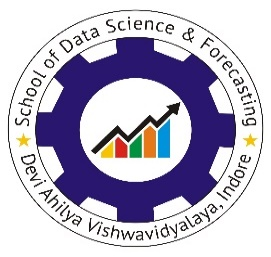 School of Data Science & Forecasting
Devi Ahilya Vishwavidyalaya, Indore